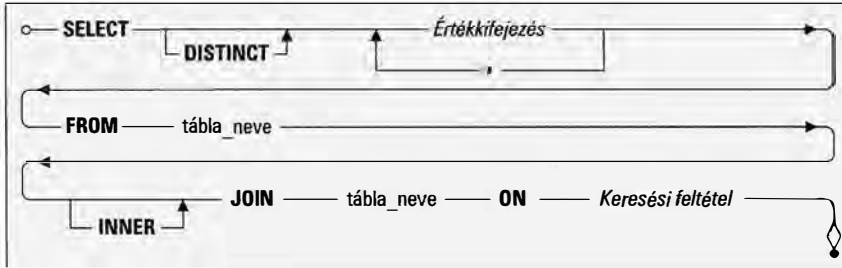 SELECT Értékkifejezés
DISTINCT ,
FROM tábla_neve
JOIN tábla_neve ON Keresési feltétel
INNER